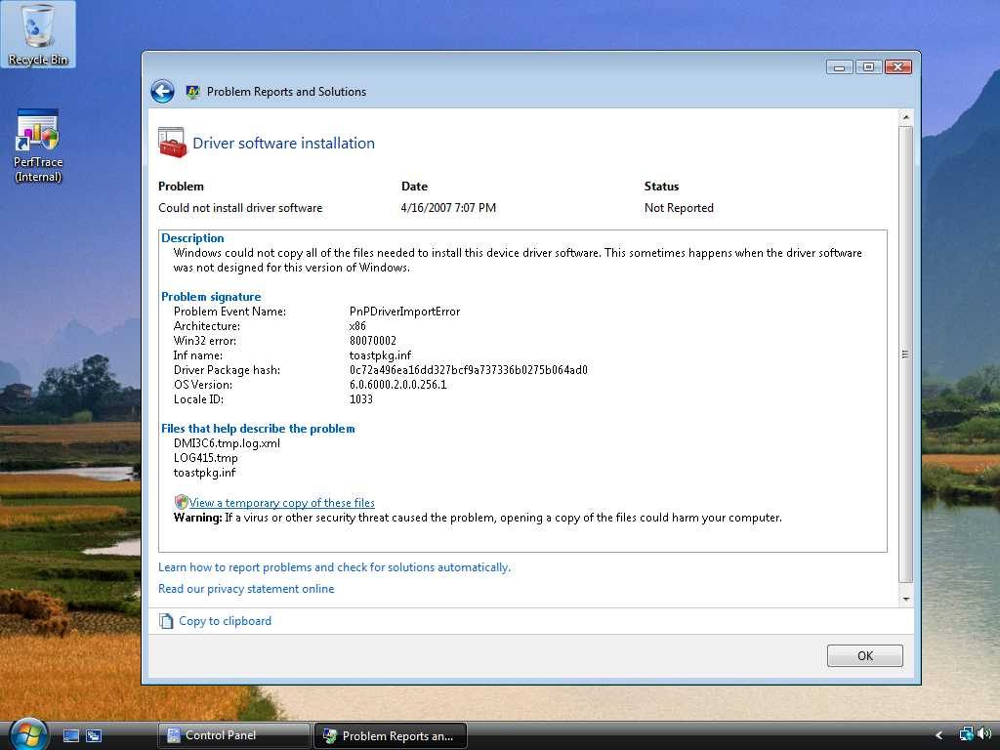 Recycle Bin
PerfTrace
(Internal)
Problem Reports and Solutions
Driver software installation
Problem Date Status
Could not install driver software 4/16/2007 7:07 PM Not Reported
Description
Windows could not copy all of the files needed to install this device driver software. This sometimes happens when the driver software
was not designed for this version of Windows.
Problem signature
Problem Event Name: PnPDriverImportError
Architecture: x86
Win32 error: 80070002
Inf name: toastpkg.inf
Driver Package hash: 0c72a496ea16dd327bcf9a737336b0275b064ad0
OS Version: 6.0.6000.2.0.0.256.1
Locale ID: 1033
Files that help describe the problem
DMI3C6.tmp.log.xml
LOG415.tmp
toastpkg.inf
View a temporary copy of these files
Warning: If a virus or other security threat caused the problem, opening a copy of the files could harm your computer.
Learn how to report problems and check for solutions automatically.
Read our privacy statement online
Copy to clipboard
OK
Control Panel
Problem Reports an...